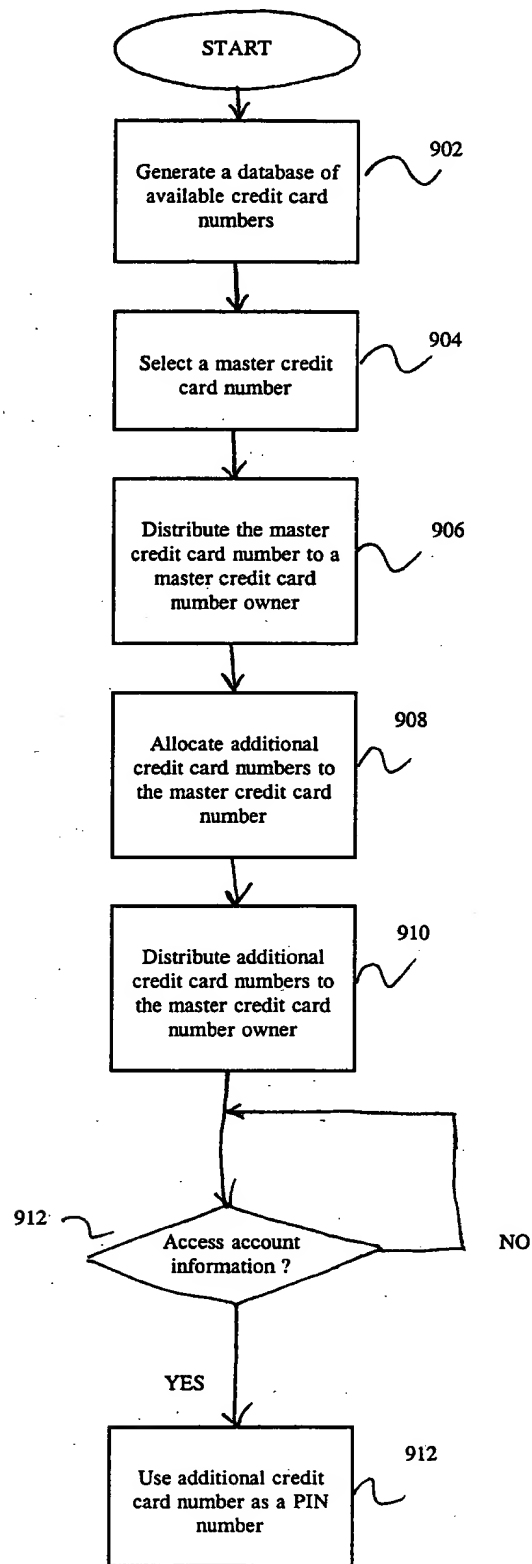 START
902
Generate a database of
available credit card
numbers
904
Select a master credit
card number
906
Distribute the master
credit card number to a
master credit card
number owner
908
Allocate additional
credit card numbers to
the master credit card
number
910
Distribute additional
credit card numbers to
the master credit card
number owner
912
Access account
information ?
NO
YES
912
Use additional credit
card number as a PIN
number